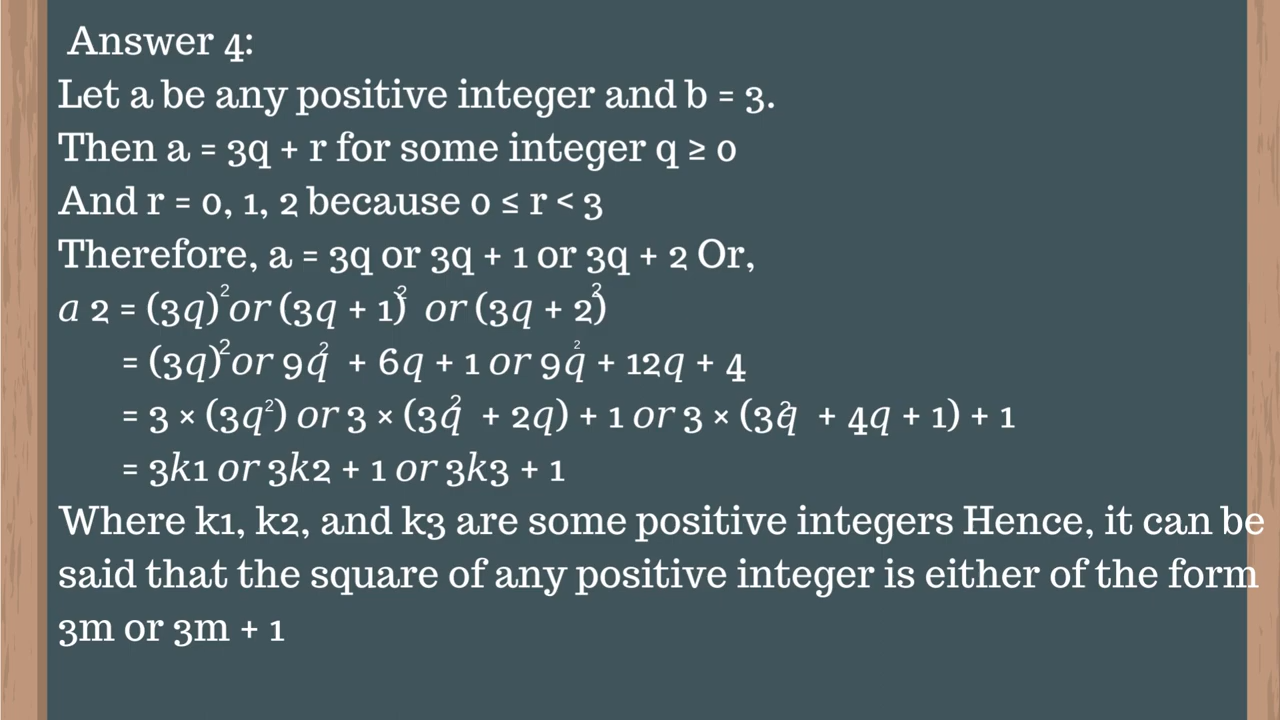 Answer 4:
Let a be any positive integer and b = 3.
Then a = 3q + r for some integer q ≥ 0
And r = 0, 1, 2 because 0 ≤ r < 3
Therefore, a = 3q or 3q + 1 or 3q + 2 Or,
a 2 = (3q)² or (3q + 1)² or (3q + 2)²
= (3q)² or 9q² + 6q + 1 or 9q² + 12q + 4
= 3 × (3q²) or 3 × (3q² + 2q) + 1 or 3 × (3q² + 4q + 1) + 1
= 3k1 or 3k2 + 1 or 3k3 + 1
Where k1, k2, and k3 are some positive integers Hence, it can be
said that the square of any positive integer is either of the form
3m or 3m + 1